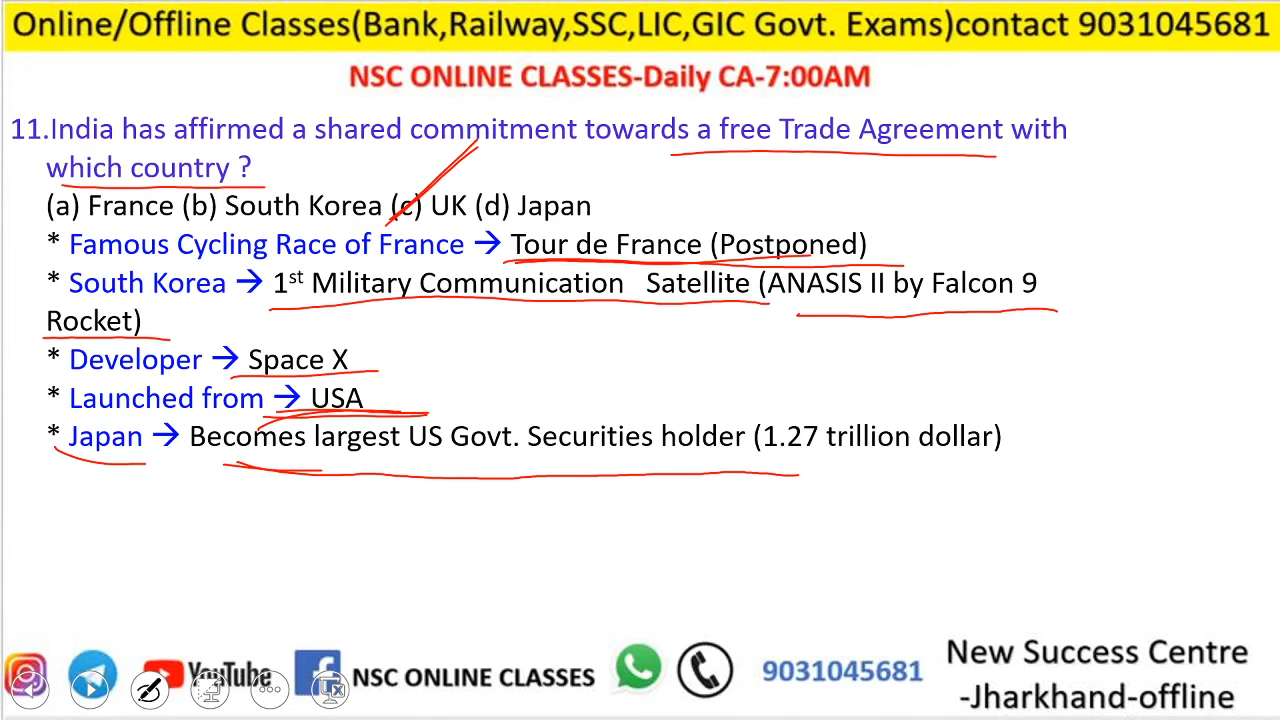 Online/Offline Classes(Bank,Railway,SSC,LIC,GIC Govt. Exams)contact 9031045681
NSC ONLINE CLASSES-Daily CA-7:00AM
11.India has affirmed a shared commitment towards a free Trade Agreement with
which country ?
(a) France (b) South Korea (c) UK (d) Japan
* Famous Cycling Race of France → Tour de France (Postponed)
* South Korea → 1st Military Communication Satellite (ANASIS II by Falcon 9
Rocket)
* Developer → Space X
* Launched from → USA
* Japan → Becomes largest US Govt. Securities holder (1.27 trillion dollar)
YouTube NSC ONLINE CLASSES 9031045681
New Success Centre
-Jharkhand-offline